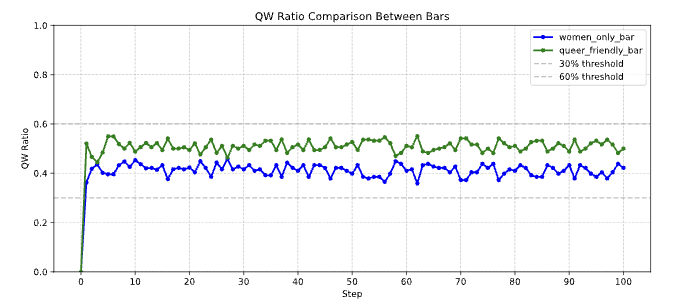 QW Ratio Comparison Between Bars
women_only_bar
queer_friendly_bar
30% threshold
60% threshold
QW Ratio
1.0
0.8
0.6
0.4
0.2
0.0
0 10 20 30 40 50 60 70 80 90 100
Step